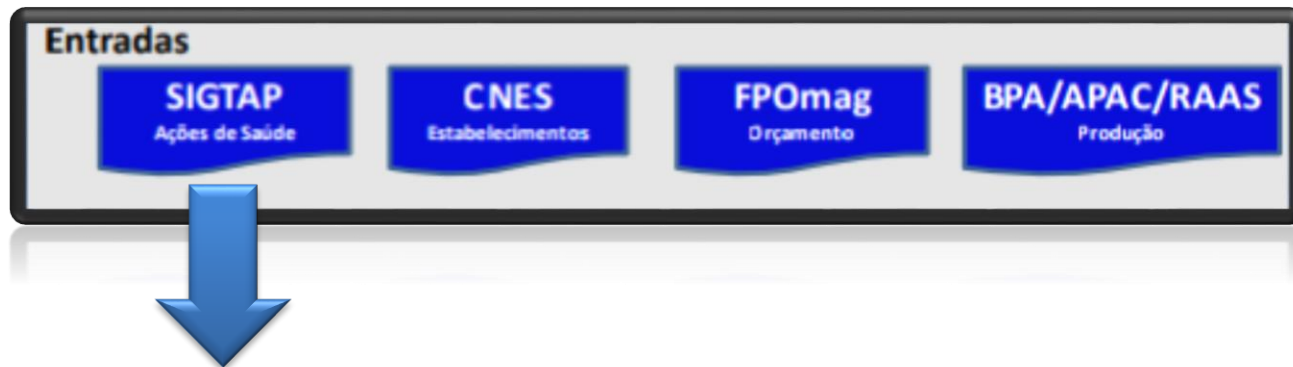 Entradas
SIGTAP
Ações de Saúde
CNES
Estabelecimentos
FPOmag
Orçamento
BPA/APAC/RAAS
Produção